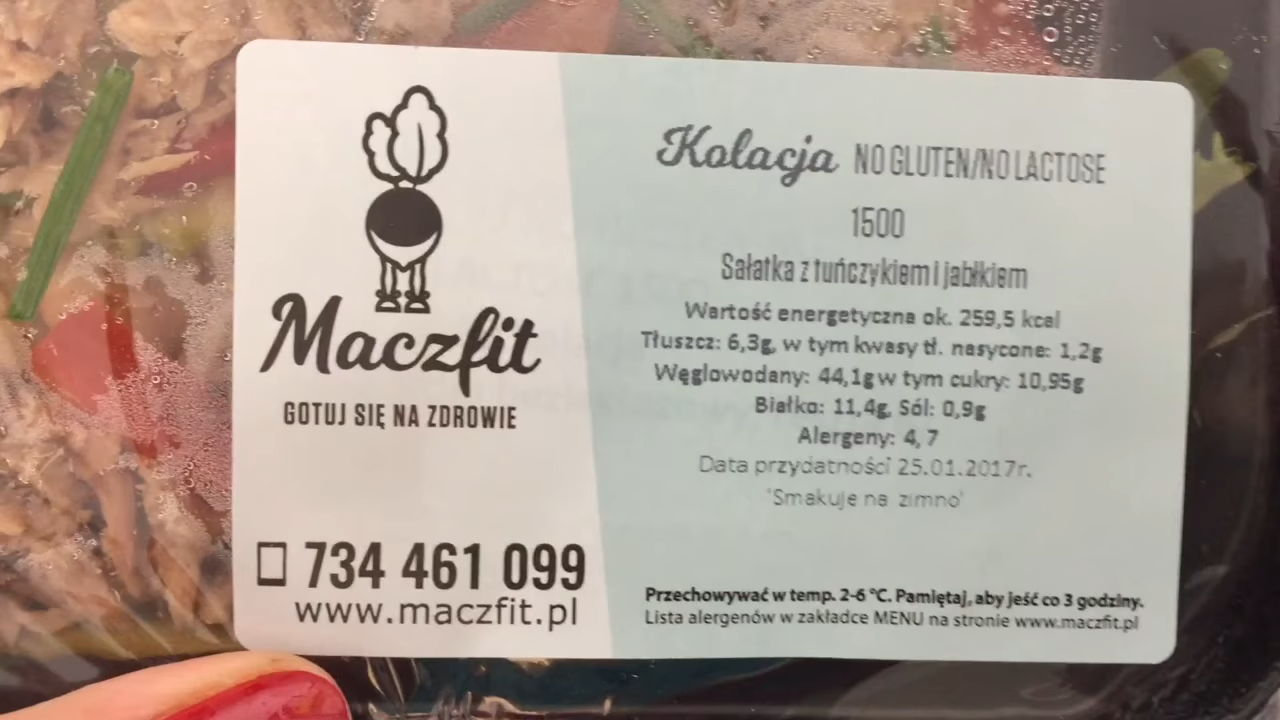 Maczfit
GOTUJ SIĘ NA ZDROWIE
734 461 099
www.maczfit.pl
Kolacja NO GLUTEN/NO LACTOSE
1500
Sałatka z tuńczykiem i jabłkiem
Wartość energetyczna ok. 259,5 kcal
Tłuszcz: 6,3g, w tym kwasy tł. nasycone: 1,2g
Węglowodany: 44,1g w tym cukry: 10,95g
Białko: 11,4g, Sól: 0,9g
Alergeny: 4, 7
Data przydatności 25.01.2017r.
'Smakuje na zimno'
Przechowywać w temp. 2-6 °C. Pamiętaj, aby jeść co 3 godziny.
Lista alergenów w zakładce MENU na stronie www.maczfit.pl